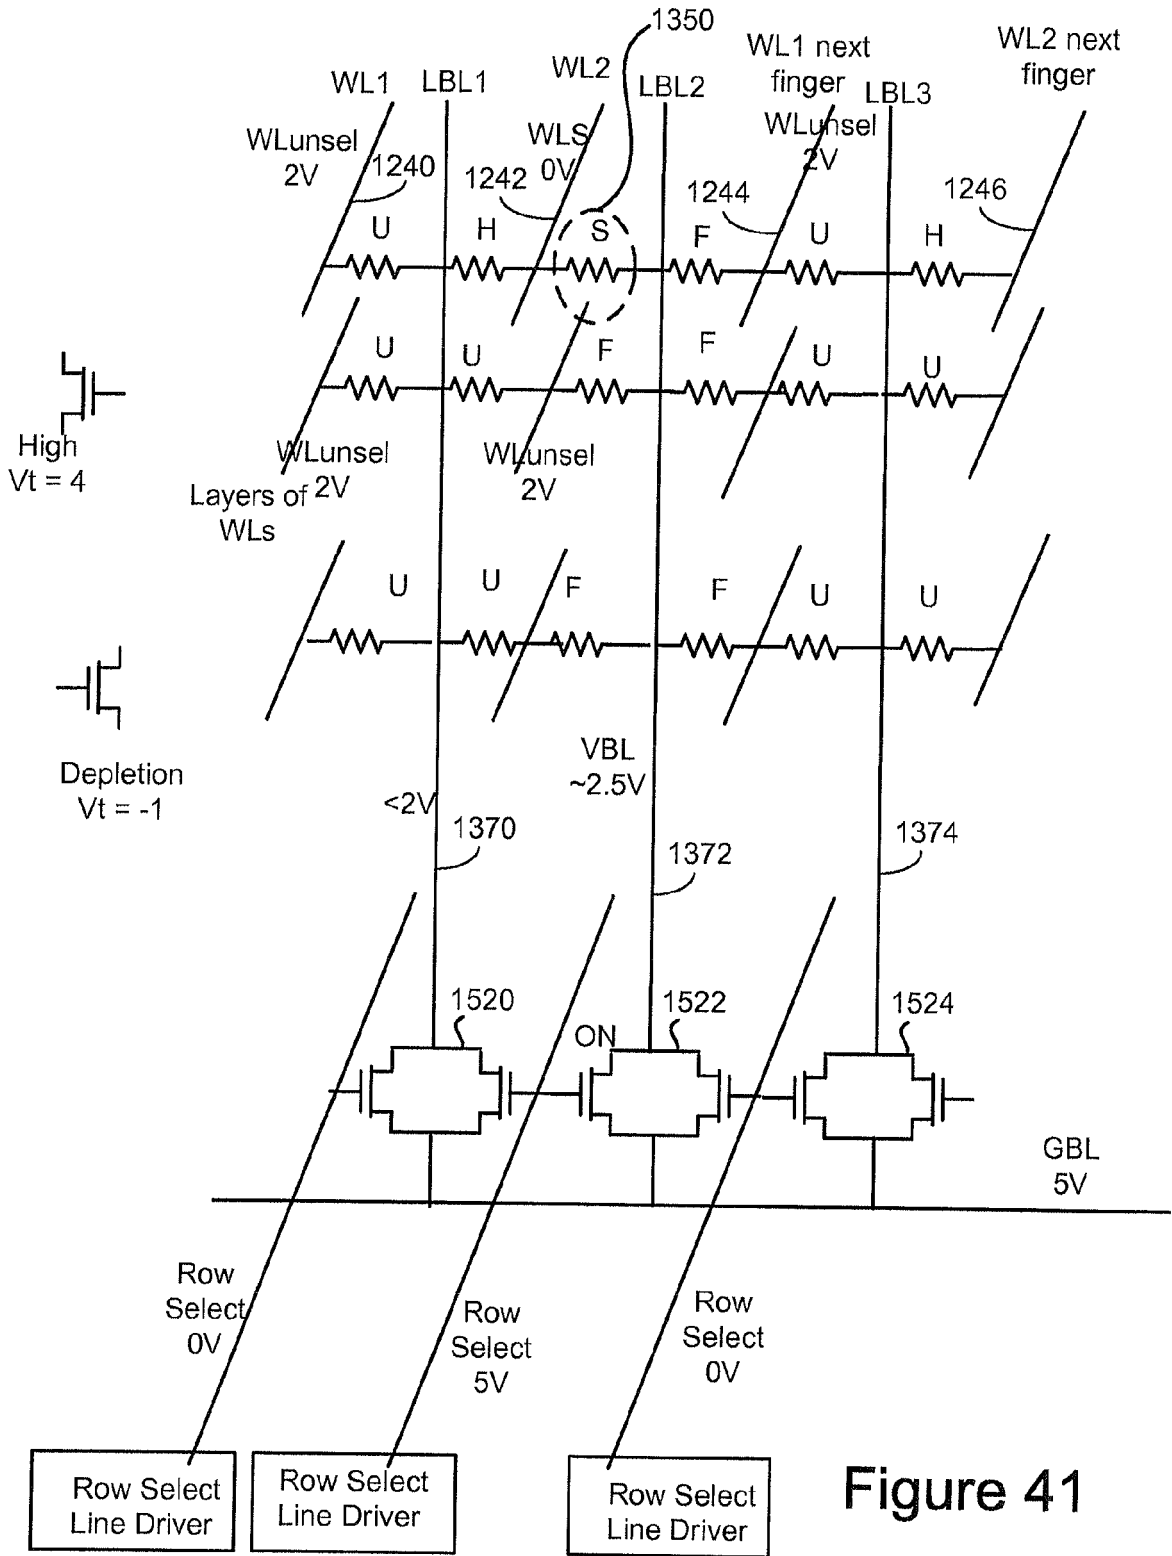 1350
WL1 next
finger
WL2 next
finger
WL1
LBL1
WL2
LBL2
LBL3
WLunsel
2V
WLS
0V
WLunsel
2V
1240
1242
1244
1246
U
H
S
F
U
H
U
U
F
F
U
U
High
Vt = 4
WLunsel
2V
WLunsel
2V
Layers of
WLs
U
U
F
F
U
U
Depletion
Vt = -1
<2V
VBL
~2.5V
1370
1372
1374
1520
ON
1522
1524
GBL
5V
Row
Select
0V
Row
Select
5V
Row
Select
0V
Row Select
Line Driver
Row Select
Line Driver
Row Select
Line Driver
Figure 41